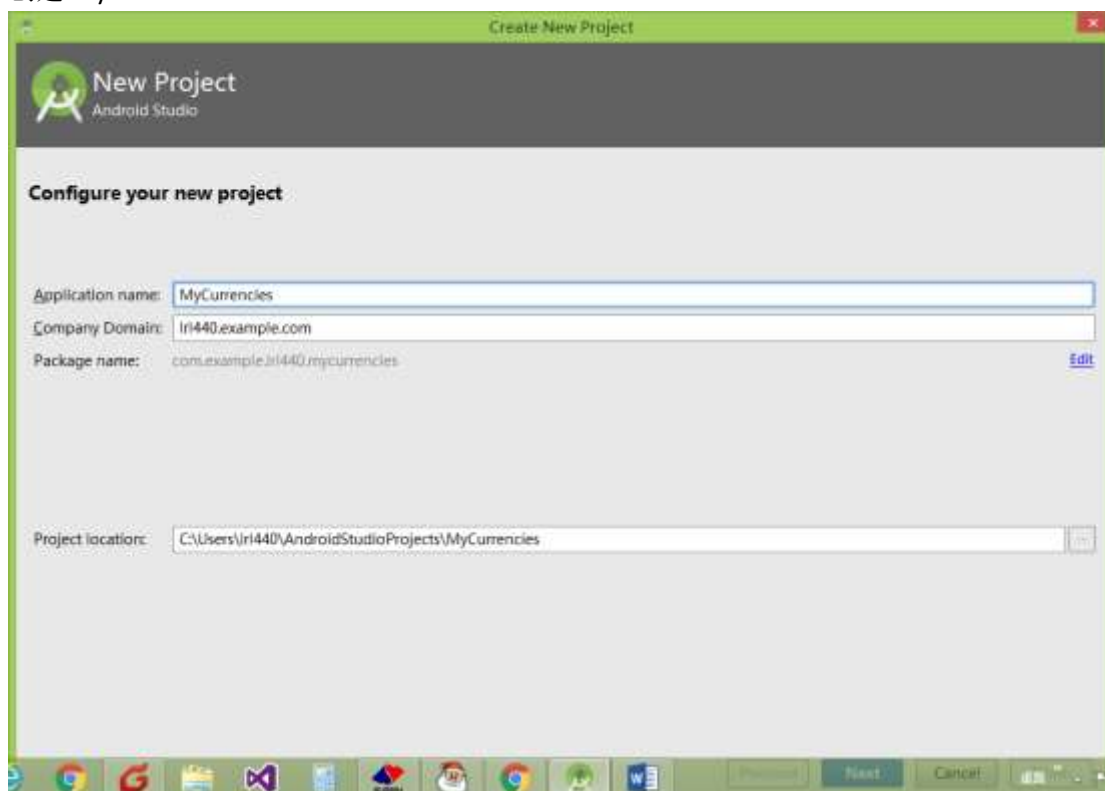 Create New Project
New Project
Android Studio
Configure your new project
Application name: MyCurrencies
Company Domain: lrl440.example.com
Package name: com.example.lrl440.mycurrencies
Edit
Project location: C:\Users\lrl440\AndroidStudioProjects\MyCurrencies
Next
Cancel